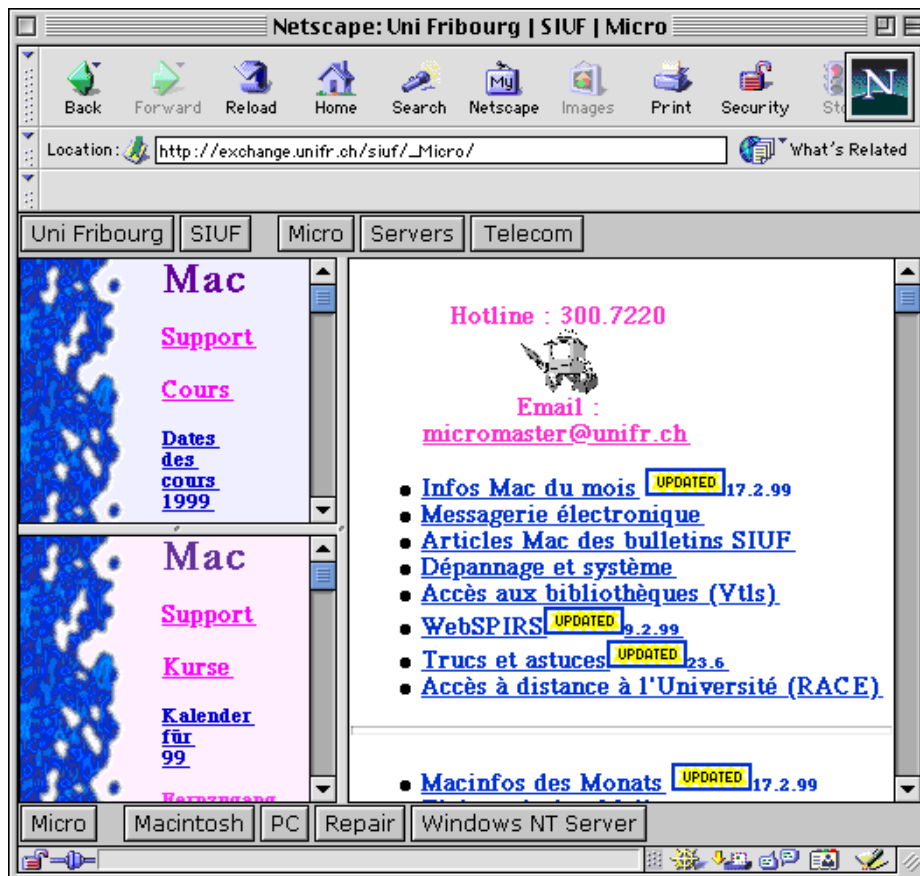 Netscape: Uni Fribourg | SIUF | Micro
Back Forward Reload Home Search My Netscape Images Print Security N
Location: http://exchange.unifr.ch/siuf/_Micro/ What's Related
Uni Fribourg SIUF Micro Servers Telecom
Mac
Support
Cours
Dates
des
cours
1999
Mac
Support
Kurse
Kalender
für
99
Hotline : 300.7220
Email :
micromaster@unifr.ch
Infos Mac du mois UPDATED 17.2.99
Messagerie électronique
Articles Mac des bulletins SIUF
Dépannage et système
Accès aux bibliothèques (Vtls)
WebSPIRS UPDATED 9.2.99
Trucs et astuces UPDATED 23.6
Accès à distance à l'Université (RACE)
Macinfos des Monats UPDATED 17.2.99
Micro Macintosh PC Repair Windows NT Server